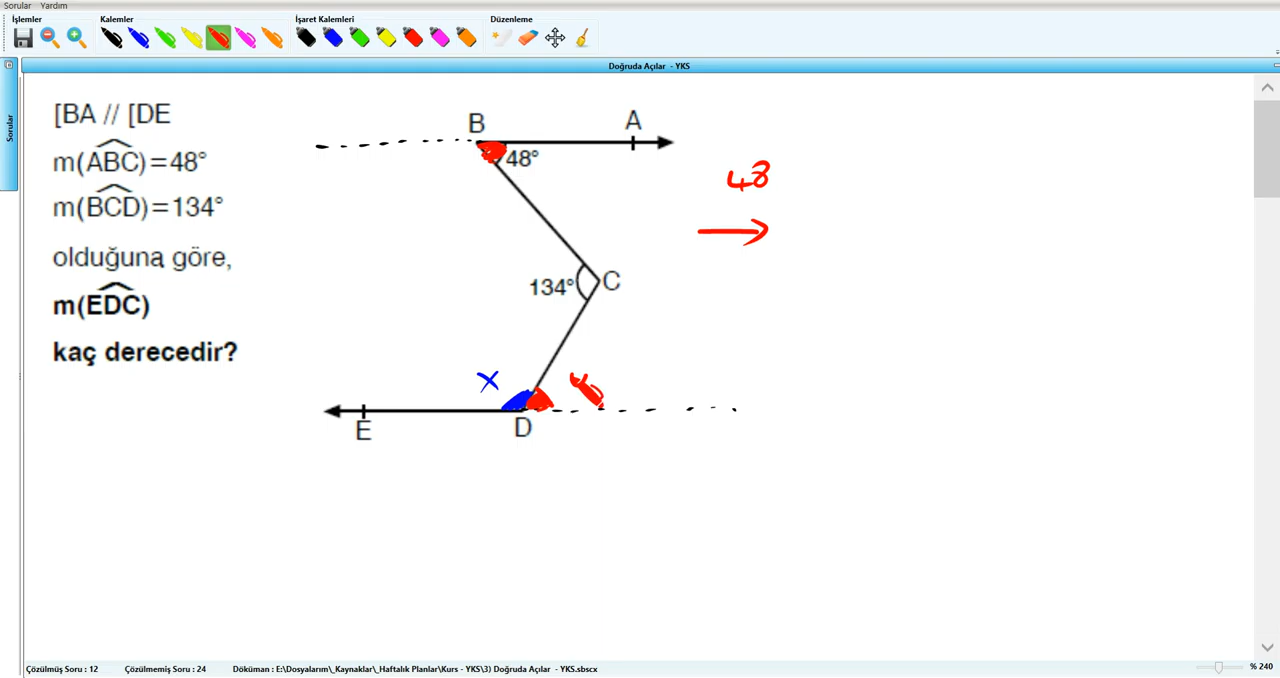 Sorular Yardım
İşlemler Kalemler İşaret Kalemleri Düzenleme
Doğruda Açılar - YKS
Sorular
[BA // [DE
m(ABC)=48°
m(BCD)=134°
olduğuna göre,
m(EDC)
kaç derecedir?
B A
48°
48
134° C
x
E D
Çözülmüş Soru : 12 Çözülmemiş Soru : 24 Döküman : E:\Dosyalarım\_Kaynaklar\_Haftalık Planlar\Kurs - YKS\3) Doğruda Açılar - YKS.sbscx % 240